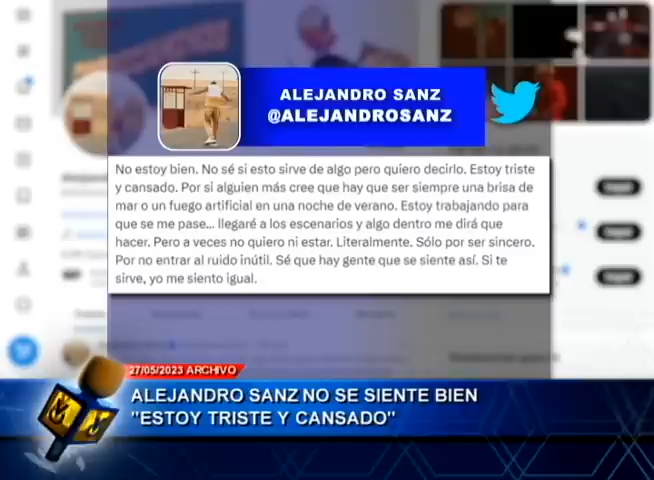 ALEJANDRO SANZ
@ALEJANDROSANZ
No estoy bien. No sé si esto sirve de algo pero quiero decirlo. Estoy triste
y cansado. Por si alguien más cree que hay que ser siempre una brisa de
mar o un fuego artificial en una noche de verano. Estoy trabajando para
que se me pase... llegaré a los escenarios y algo dentro me dirá que
hacer. Pero a veces no quiero ni estar. Literalmente. Sólo por ser sincero.
Por no entrar al ruido inútil. Sé que hay gente que se siente así. Si te
sirve, yo me siento igual.
27/05/2023 ARCHIVO
ALEJANDRO SANZ NO SE SIENTE BIEN
"ESTOY TRISTE Y CANSADO"